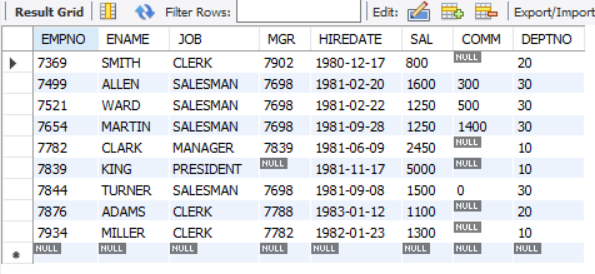 Result Grid Filter Rows: Edit: Export/Import
EMPNO ENAME JOB MGR HIREDATE SAL COMM DEPTNO
7369 SMITH CLERK 7902 1980-12-17 800 NULL 20
7499 ALLEN SALESMAN 7698 1981-02-20 1600 300 30
7521 WARD SALESMAN 7698 1981-02-22 1250 500 30
7654 MARTIN SALESMAN 7698 1981-09-28 1250 1400 30
7782 CLARK MANAGER 7839 1981-06-09 2450 NULL 10
7839 KING PRESIDENT NULL 1981-11-17 5000 NULL 10
7844 TURNER SALESMAN 7698 1981-09-08 1500 0 30
7876 ADAMS CLERK 7788 1983-01-12 1100 NULL 20
7934 MILLER CLERK 7782 1982-01-23 1300 NULL 10
NULL NULL NULL NULL NULL NULL NULL NULL